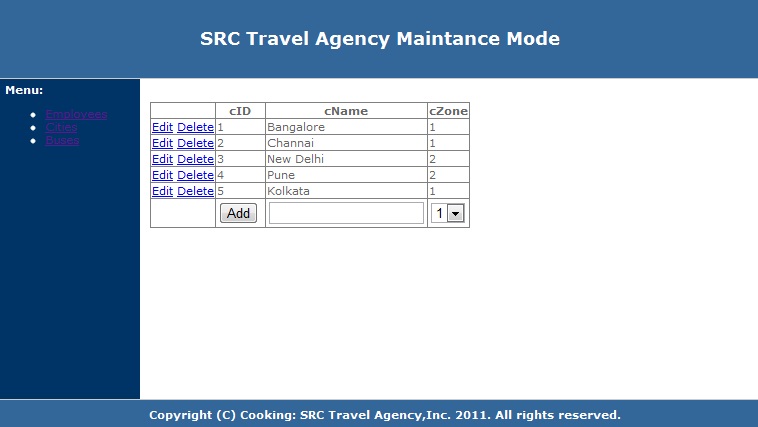 SRC Travel Agency Maintance Mode
Menu:
Employees
Cities
Buses
cID cName cZone
Edit Delete 1 Bangalore 1
Edit Delete 2 Channai 1
Edit Delete 3 New Delhi 2
Edit Delete 4 Pune 2
Edit Delete 5 Kolkata 1
Add 1
Copyright (C) Cooking: SRC Travel Agency,Inc. 2011. All rights reserved.